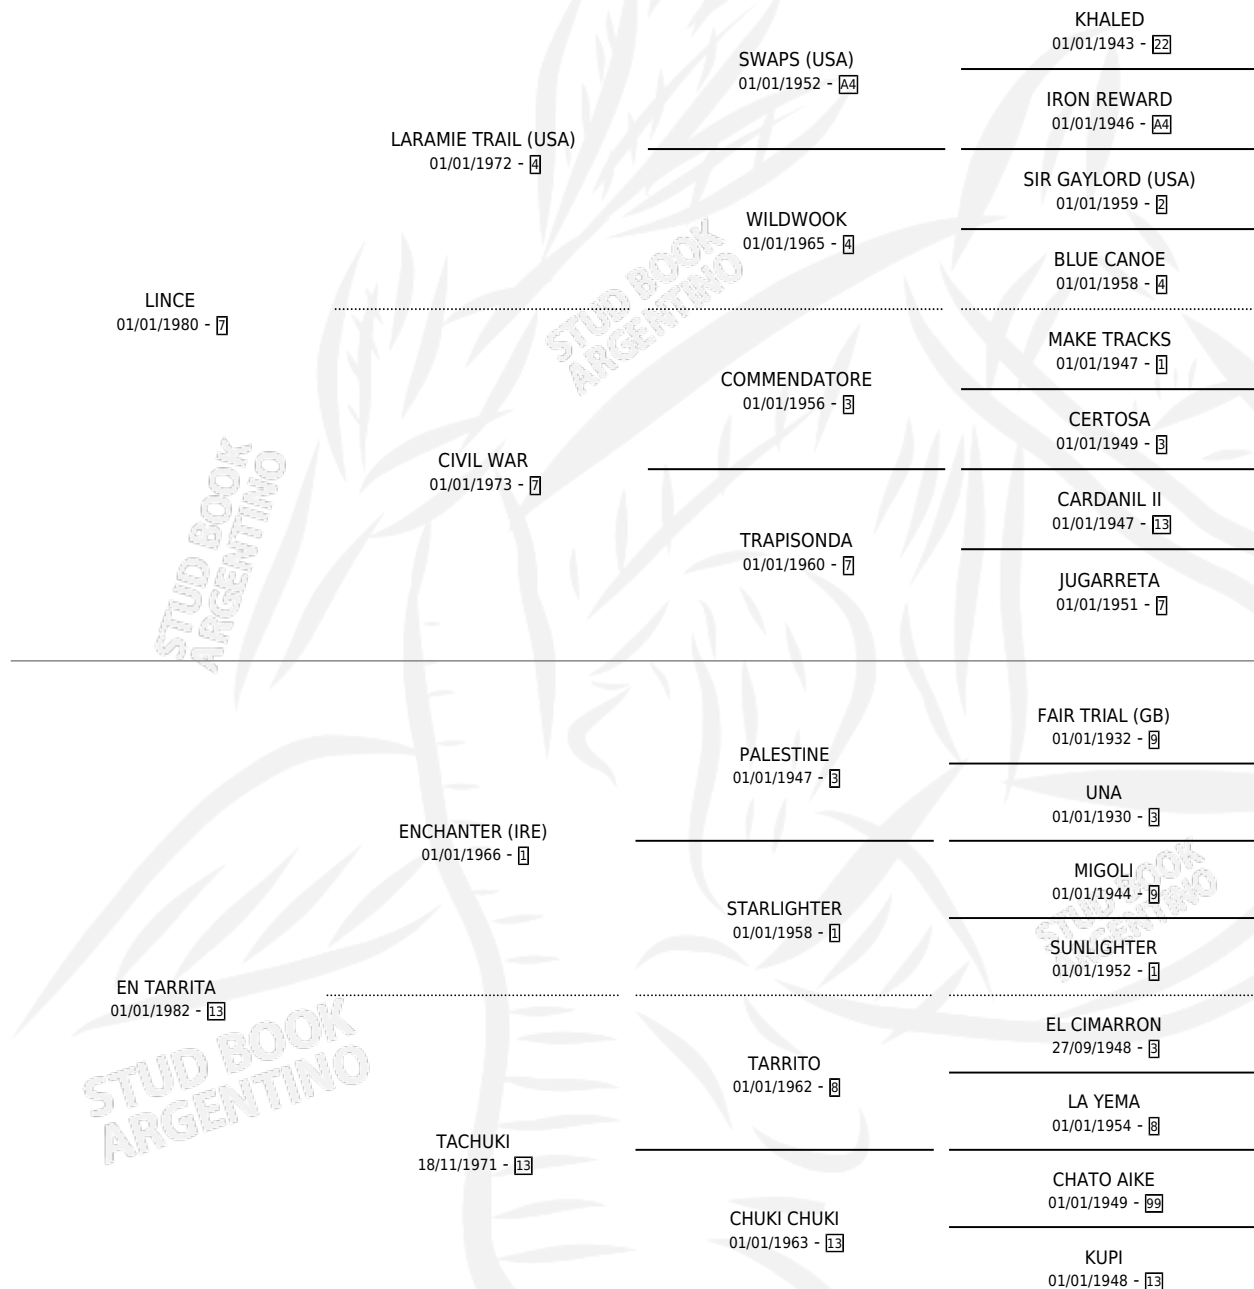 KHALED
01/01/1943 - 22
SWAPS (USA)
01/01/1952 - A4
IRON REWARD
01/01/1946 - A4
LARAMIE TRAIL (USA)
01/01/1972 - 4
SIR GAYLORD (USA)
01/01/1959 - 2
WILDWOOK
01/01/1965 - 4
BLUE CANOE
01/01/1958 - 4
LINCE
01/01/1980 - 7
STUD BOOK
ARGENTINO
MAKE TRACKS
01/01/1947 - 1
COMMENDATORE
01/01/1956 - 3
CERTOSA
01/01/1949 - 3
CIVIL WAR
01/01/1973 - 7
CARDANIL II
01/01/1947 - 13
TRAPISONDA
01/01/1960 - 7
JUGARRETA
01/01/1951 - 7
STUD BOOK
ARGENTINO
FAIR TRIAL (GB)
01/01/1932 - 9
PALESTINE
01/01/1947 - 3
UNA
01/01/1930 - 3
ENCHANTER (IRE)
01/01/1966 - 1
MIGOLI
01/01/1944 - 9
STARLIGHTER
01/01/1958 - 1
STUD BOOK
ARGENTINO
SUNLIGHTER
01/01/1952 - 1
EN TARRITA
01/01/1982 - 13
STUD BOOK
ARGENTINO
EL CIMARRON
27/09/1948 - 3
TARRITO
01/01/1962 - 8
LA YEMA
01/01/1954 - 8
TACHUKI
18/11/1971 - 13
CHATO AIKE
01/01/1949 - 99
CHUKI CHUKI
01/01/1963 - 13
KUPI
01/01/1948 - 13